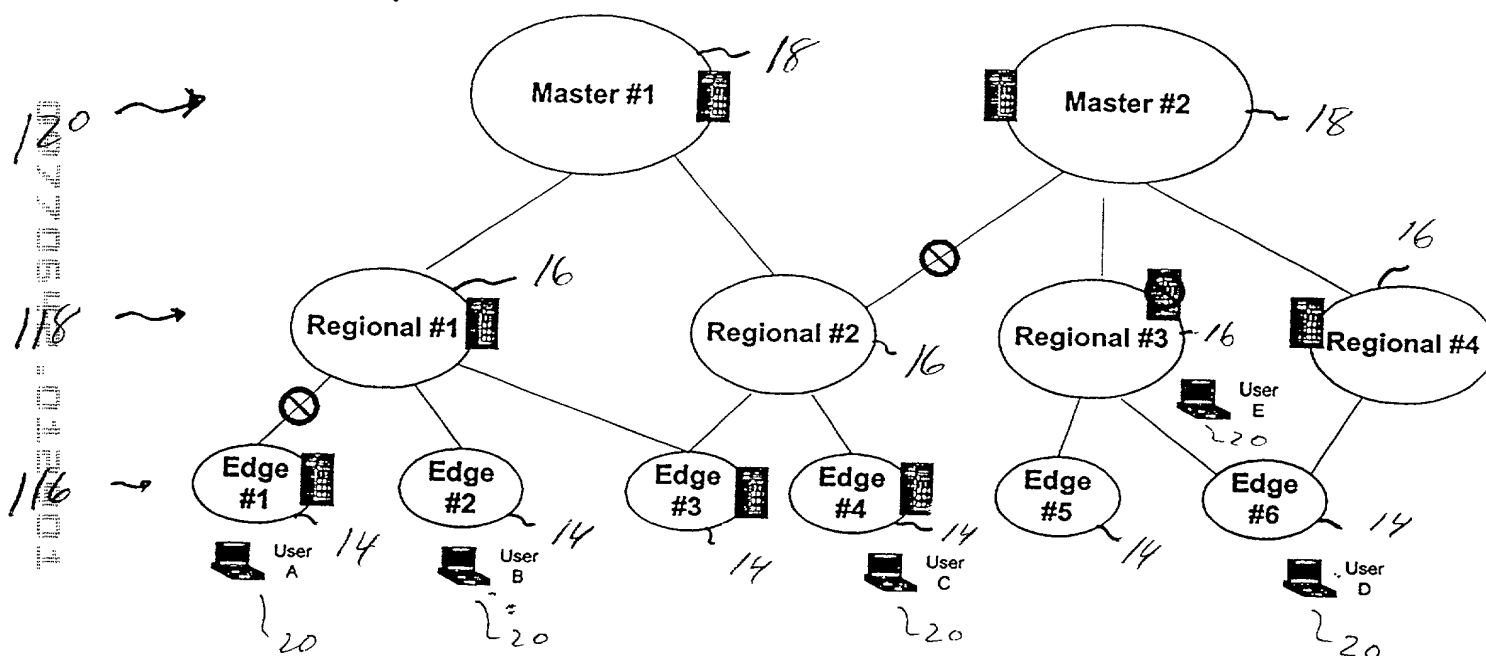 18
Master #1
Master #2
18
120
16
16
118
Regional #1
Regional #2
16
Regional #3
16
Regional #4
User
E
20
116
Edge
#1
14
Edge
#2
14
Edge
#3
14
Edge
#4
14
Edge
#5
14
Edge
#6
14
User
A
20
User
B
20
User
C
20
User
D
20